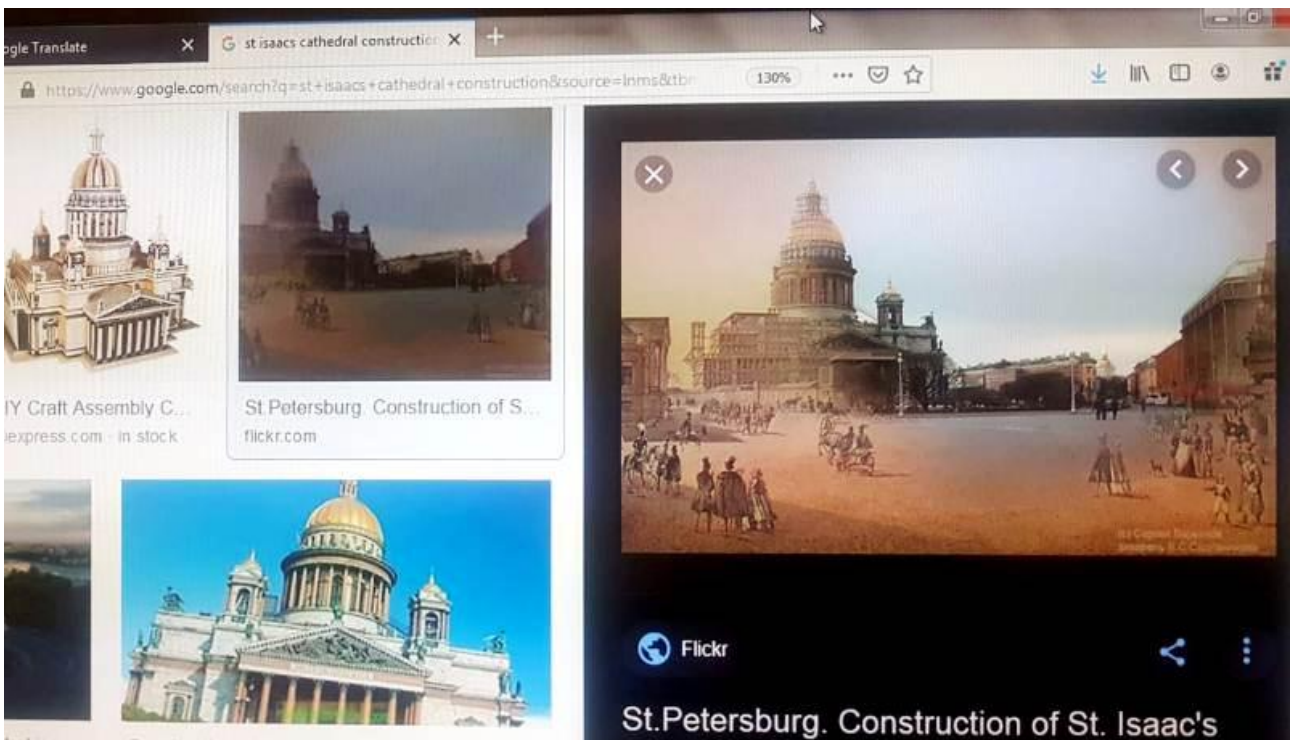 ogle Translate
st isaacs cathedral constructio
https://www.google.com/search?q=st+isaacs+cathedral+construction&source=lnms&tb
130%
IY Craft Assembly C...
express.com · in stock
St.Petersburg. Construction of S...
flickr.com
Flickr
St.Petersburg. Construction of St. Isaac's